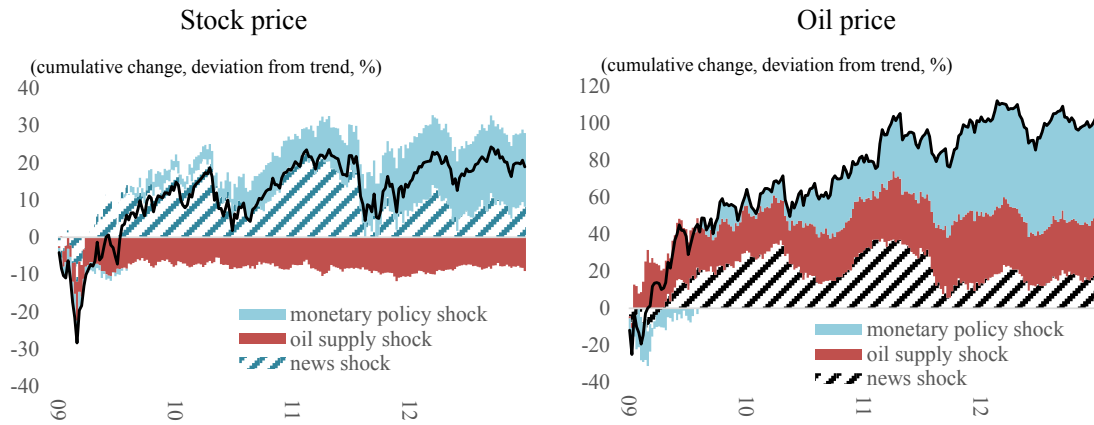 Stock price
(cumulative change, deviation from trend, %)
40
30
20
10
0
-10
-20
-30
-40
monetary policy shock
oil supply shock
news shock
09
10
11
12
Oil price
(cumulative change, deviation from trend, %)
120
100
80
60
40
20
0
-20
-40
monetary policy shock
oil supply shock
news shock
09
10
11
12